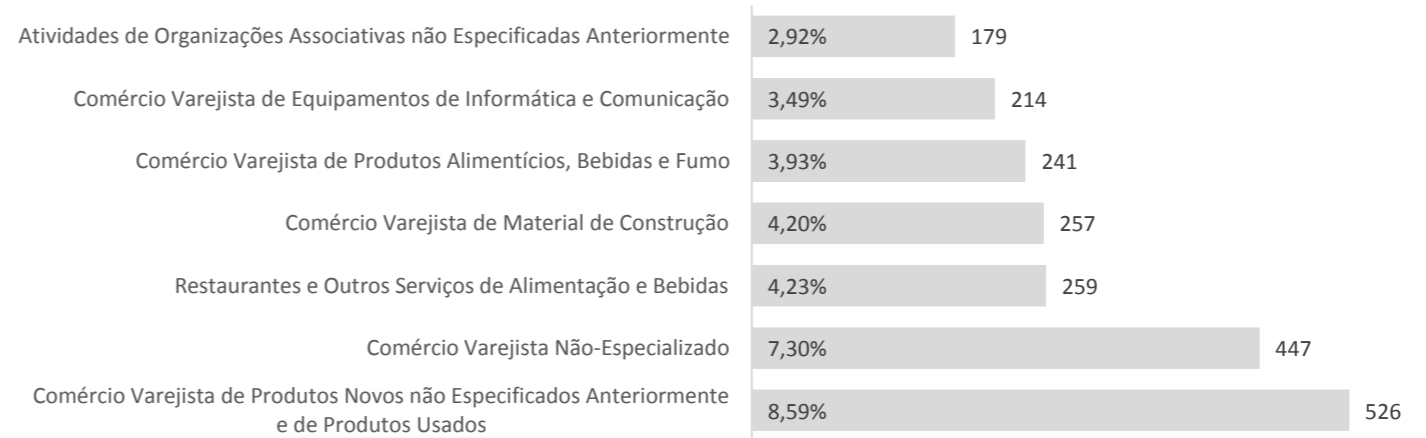 Atividades de Organizações Associativas não Especificadas Anteriormente 2,92% 179
Comércio Varejista de Equipamentos de Informática e Comunicação 3,49% 214
Comércio Varejista de Produtos Alimentícios, Bebidas e Fumo 3,93% 241
Comércio Varejista de Material de Construção 4,20% 257
Restaurantes e Outros Serviços de Alimentação e Bebidas 4,23% 259
Comércio Varejista Não-Especializado 7,30% 447
Comércio Varejista de Produtos Novos não Especificados Anteriormente
e de Produtos Usados 8,59% 526